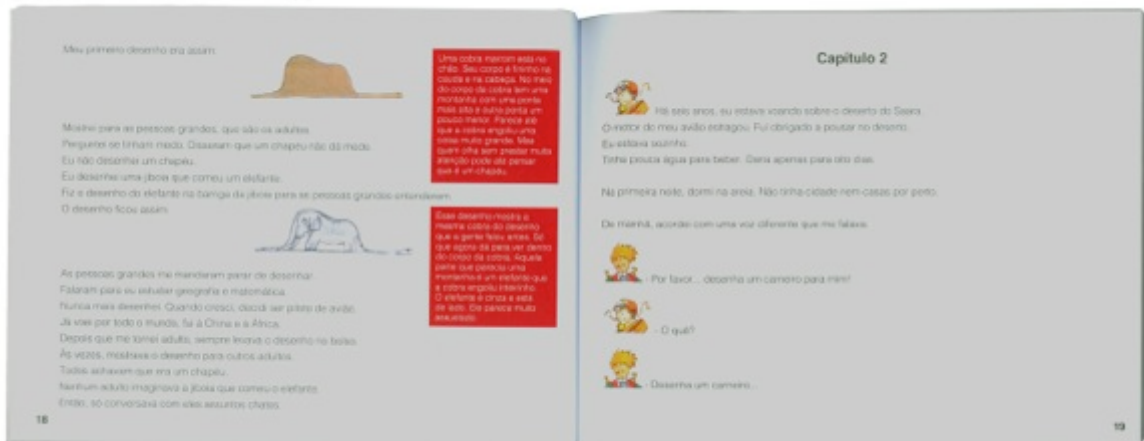 Meu primeiro desenho era assim:
Uma cobra marrom está no
chão. Seu corpo é fininho na
cauda e na cabeça. No meio
do corpo da cobra tem uma
montanha com uma ponta
mais alta e outra ponta um
pouco menor. Parece até
que a cobra engoliu uma
coisa muito grande. Mas
quem olha sem prestar muita
atenção pode até pensar
que é um chapéu.
Mostrei para as pessoas grandes, que são os adultos.
Perguntei se tinham medo. Disseram que um chapéu não dá medo.
Eu não desenhei um chapéu.
Eu desenhei uma jiboia que comeu um elefante.
Fiz o desenho do elefante na barriga da jiboia para as pessoas grandes entenderem.
O desenho ficou assim:
Esse desenho mostra a
mesma cobra do desenho
que a gente falou antes. Só
que agora dá para ver dentro
do corpo da cobra. Aquela
parte que parecia uma
montanha é um elefante que
a cobra engoliu inteirinho.
O elefante é cinza e está
de lado. Ele parece muito
assustado.
As pessoas grandes me mandaram parar de desenhar.
Falaram para eu estudar geografia e matemática.
Nunca mais desenhei. Quando cresci, decidi ser piloto de avião.
Já voei por todo o mundo, fui à China e à África.
Depois que me tornei adulto, sempre levava o desenho no bolso.
Às vezes, mostrava o desenho para outros adultos.
Todos achavam que era um chapéu.
Nenhum adulto imaginava a jiboia que comeu o elefante.
Então, só conversava com eles assuntos chatos.
18
Capítulo 2
Há seis anos, eu estava voando sobre o deserto do Saara.
O motor do meu avião estragou. Fui obrigado a pousar no deserto.
Eu estava sozinho.
Tinha pouca água para beber. Daria apenas para oito dias.
Na primeira noite, dormi na areia. Não tinha cidade nem casas por perto.
De manhã, acordei com uma voz diferente que me falava:
- Por favor... desenha um carneiro para mim!
- O quê?
- Desenha um carneiro...
19